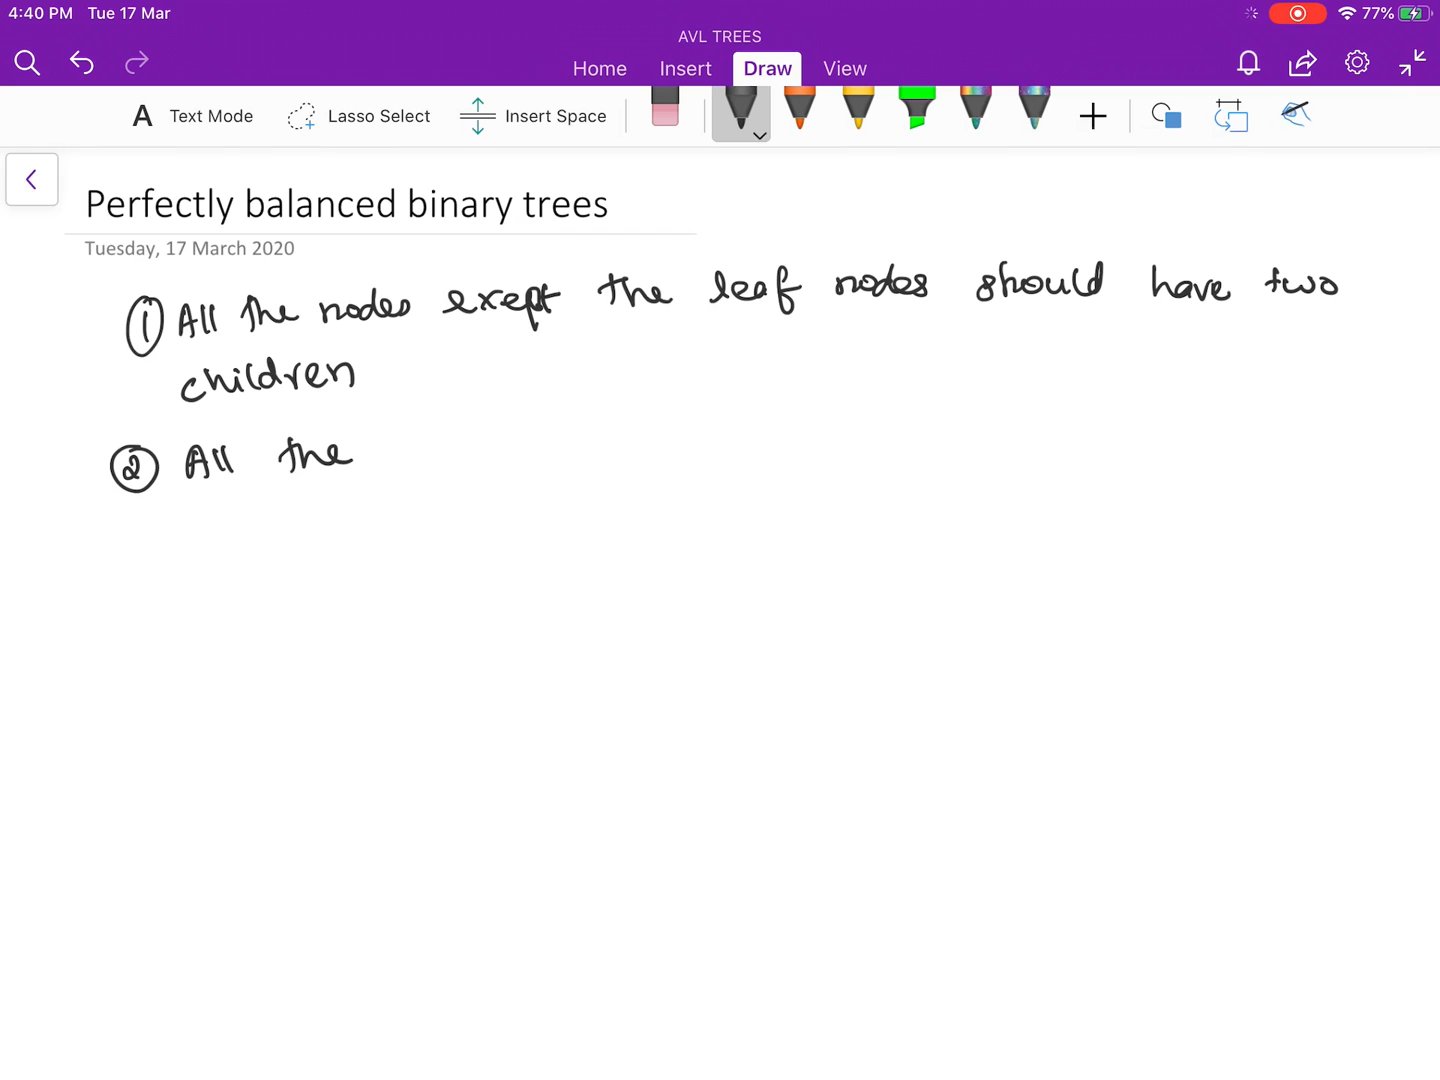 4:40 PM Tue 17 Mar
77%
AVL TREES
Home Insert Draw View
A Text Mode Lasso Select Insert Space
Perfectly balanced binary trees
Tuesday, 17 March 2020
① All the nodes exept the leaf nodes should have two
children
② All the